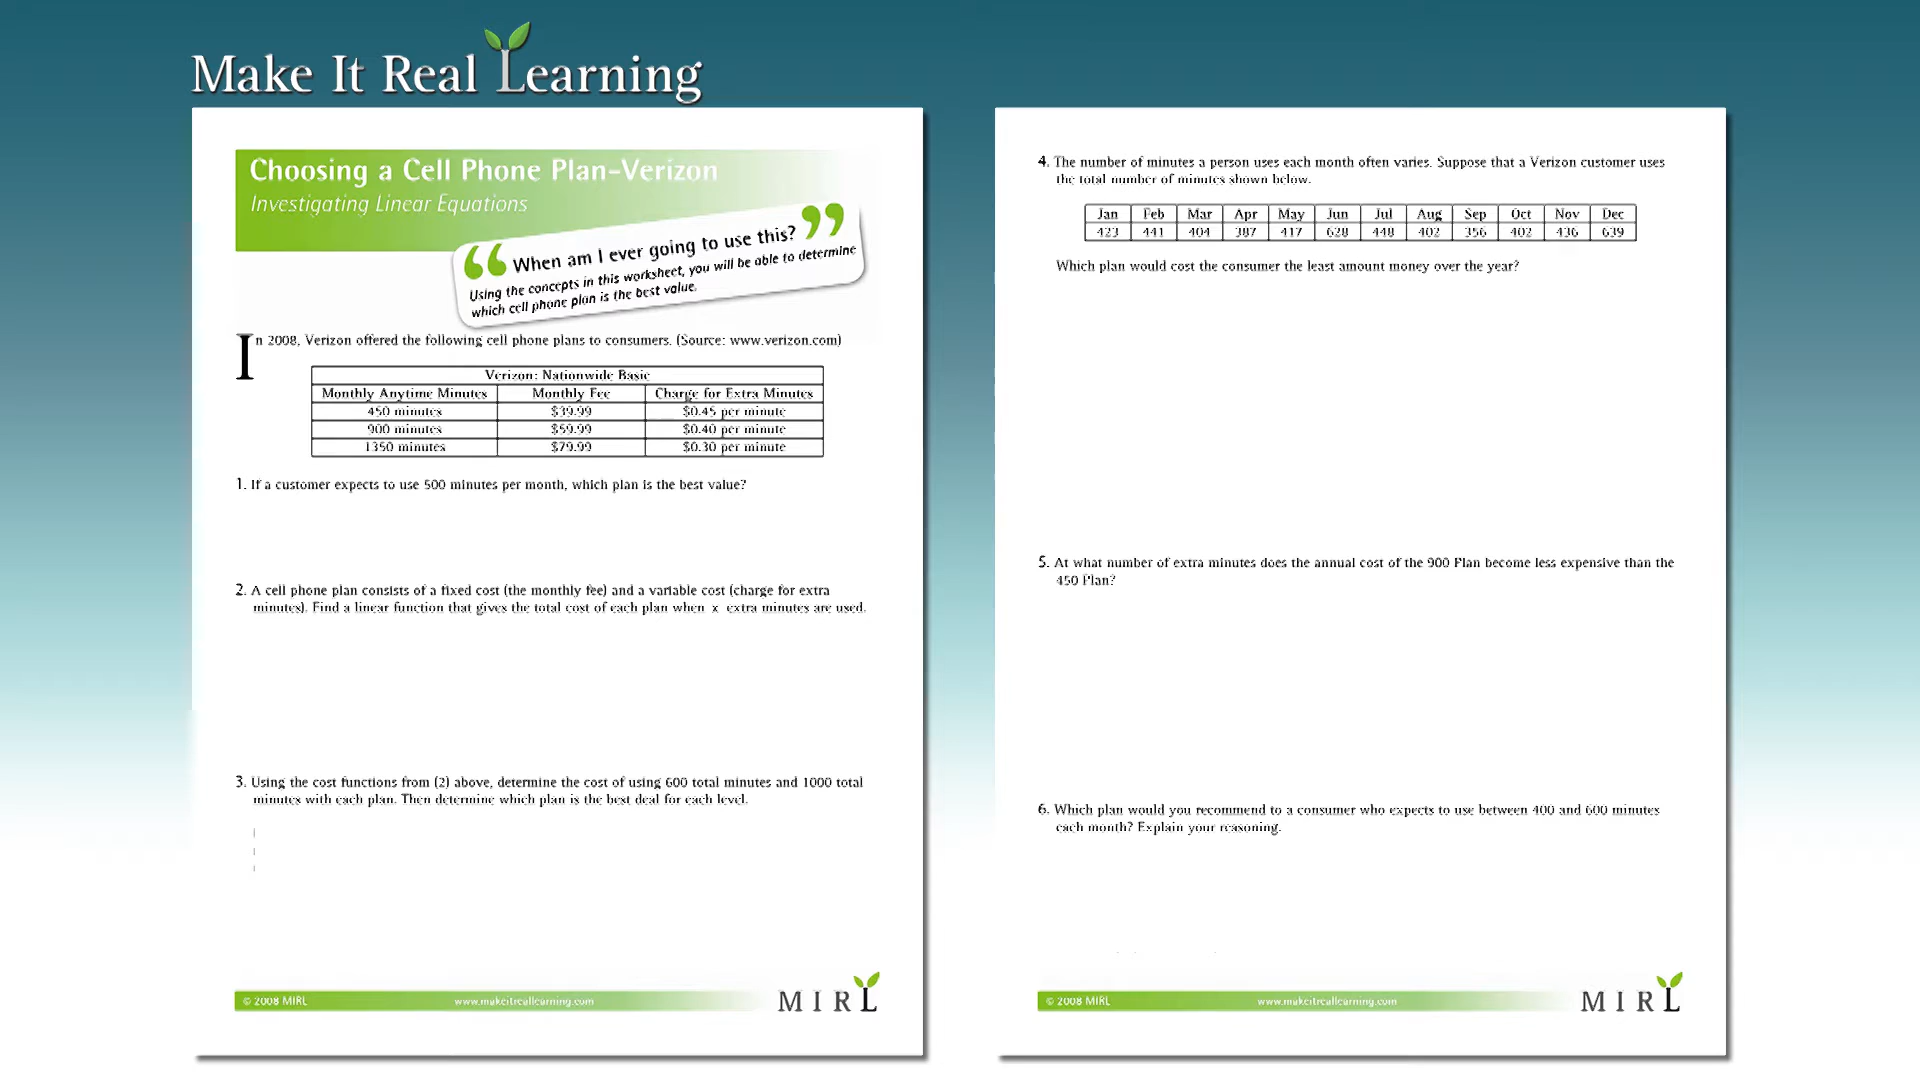 Make It Real Learning
Choosing a Cell Phone Plan-Verizon
Investigating Linear Equations
“ When am I ever going to use this? ”
Using the concepts in this worksheet, you will be able to determine
which cell phone plan is the best value.
In 2008, Verizon offered the following cell phone plans to consumers. (Source: www.verizon.com)
Verizon: Nationwide Basic
Monthly Anytime Minutes Monthly Fee Charge for Extra Minutes
450 minutes $39.99 $0.45 per minute
900 minutes $59.99 $0.40 per minute
1350 minutes $79.99 $0.30 per minute
1. If a customer expects to use 500 minutes per month, which plan is the best value?
2. A cell phone plan consists of a fixed cost (the monthly fee) and a variable cost (charge for extra
minutes). Find a linear function that gives the total cost of each plan when x extra minutes are used.
3. Using the cost functions from (2) above, determine the cost of using 600 total minutes and 1000 total
minutes with each plan. Then determine which plan is the best deal for each level.
© 2008 MIRL www.makeitreallearning.com MIRL
4. The number of minutes a person uses each month often varies. Suppose that a Verizon customer uses
the total number of minutes shown below.
Jan Feb Mar Apr May Jun Jul Aug Sep Oct Nov Dec
423 441 404 387 417 628 448 402 356 402 436 639
Which plan would cost the consumer the least amount money over the year?
5. At what number of extra minutes does the annual cost of the 900 Plan become less expensive than the
450 Plan?
6. Which plan would you recommend to a consumer who expects to use between 400 and 600 minutes
each month? Explain your reasoning.
© 2008 MIRL www.makeitreallearning.com MIRL